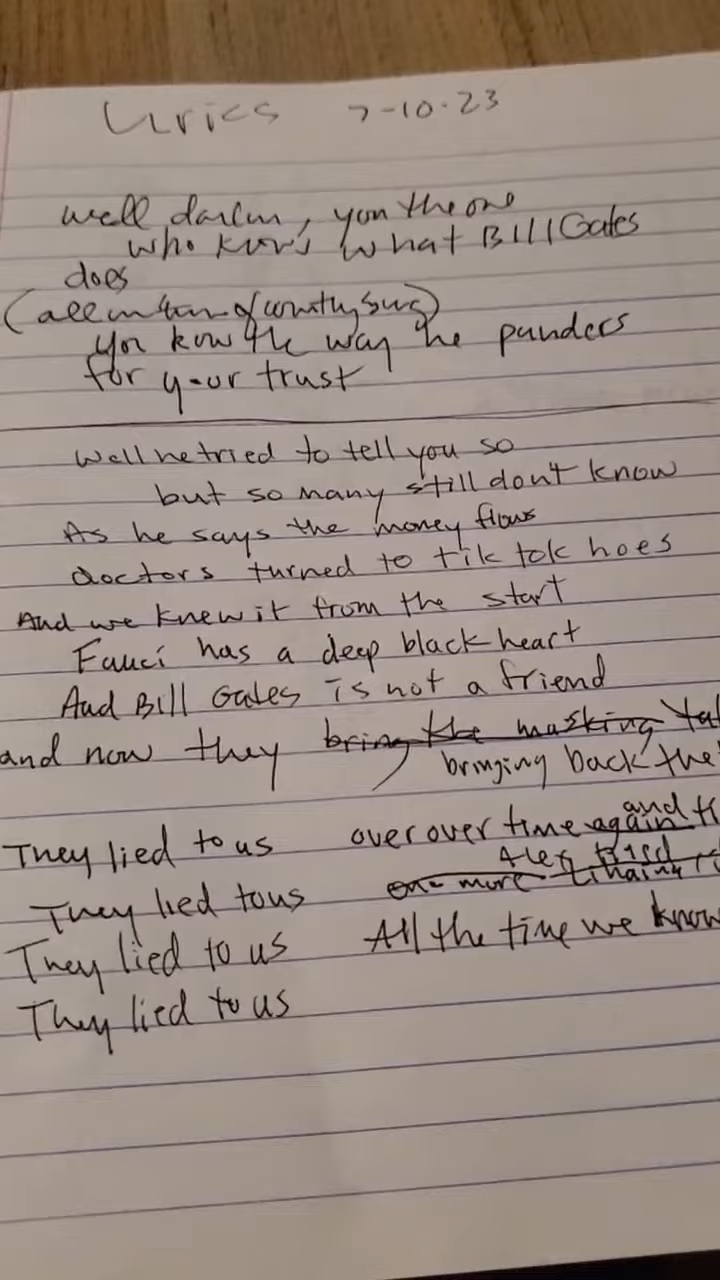 Lyrics 7-10-23
well darlin, you the one
who knows what Bill Gates
does
(all in
you know the way he panders
for your trust
Well he tried to tell you so
but so many still dont know
As he says the money flows
doctors turned to tik tok hoes
And we knew it from the start
Fauci has a deep black heart
And Bill Gates is not a friend
and now they bring the masking
bringing back the
They lied to us over over time again and
Alex tried
They lied to us one more
They lied to us All the time we know
They lied to us